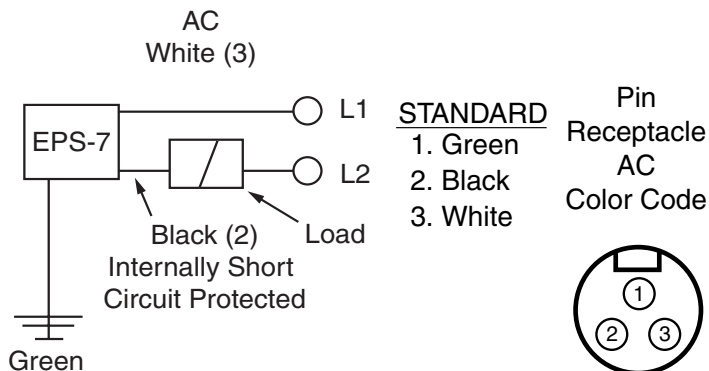 AC
White (3)
EPS-7
L1
L2
Black (2)
Internally Short
Circuit Protected
Load
Green
STANDARD
1. Green
2. Black
3. White
Pin
Receptacle
AC
Color Code
1
2
3